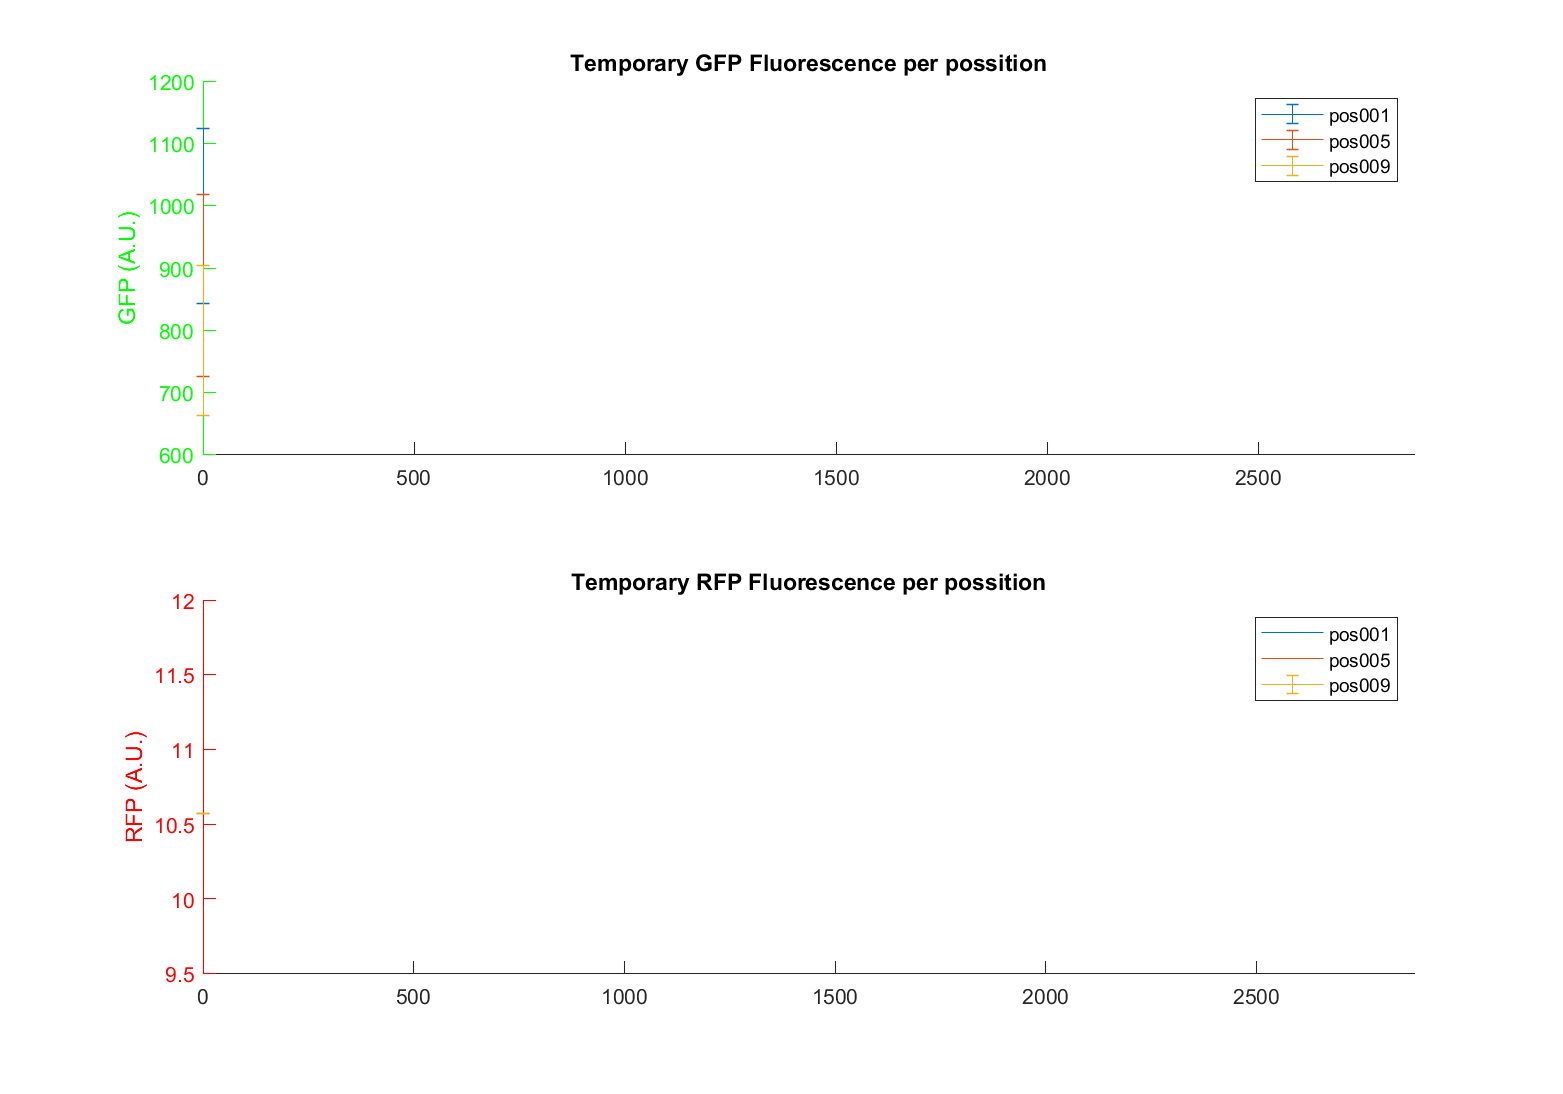 Temporary GFP Fluorescence per possition
1200
1100
1000
900
800
700
600
GFP (A.U.)
pos001
pos005
pos009
0 500 1000 1500 2000 2500
Temporary RFP Fluorescence per possition
12
11.5
11
10.5
10
9.5
RFP (A.U.)
pos001
pos005
pos009
0 500 1000 1500 2000 2500